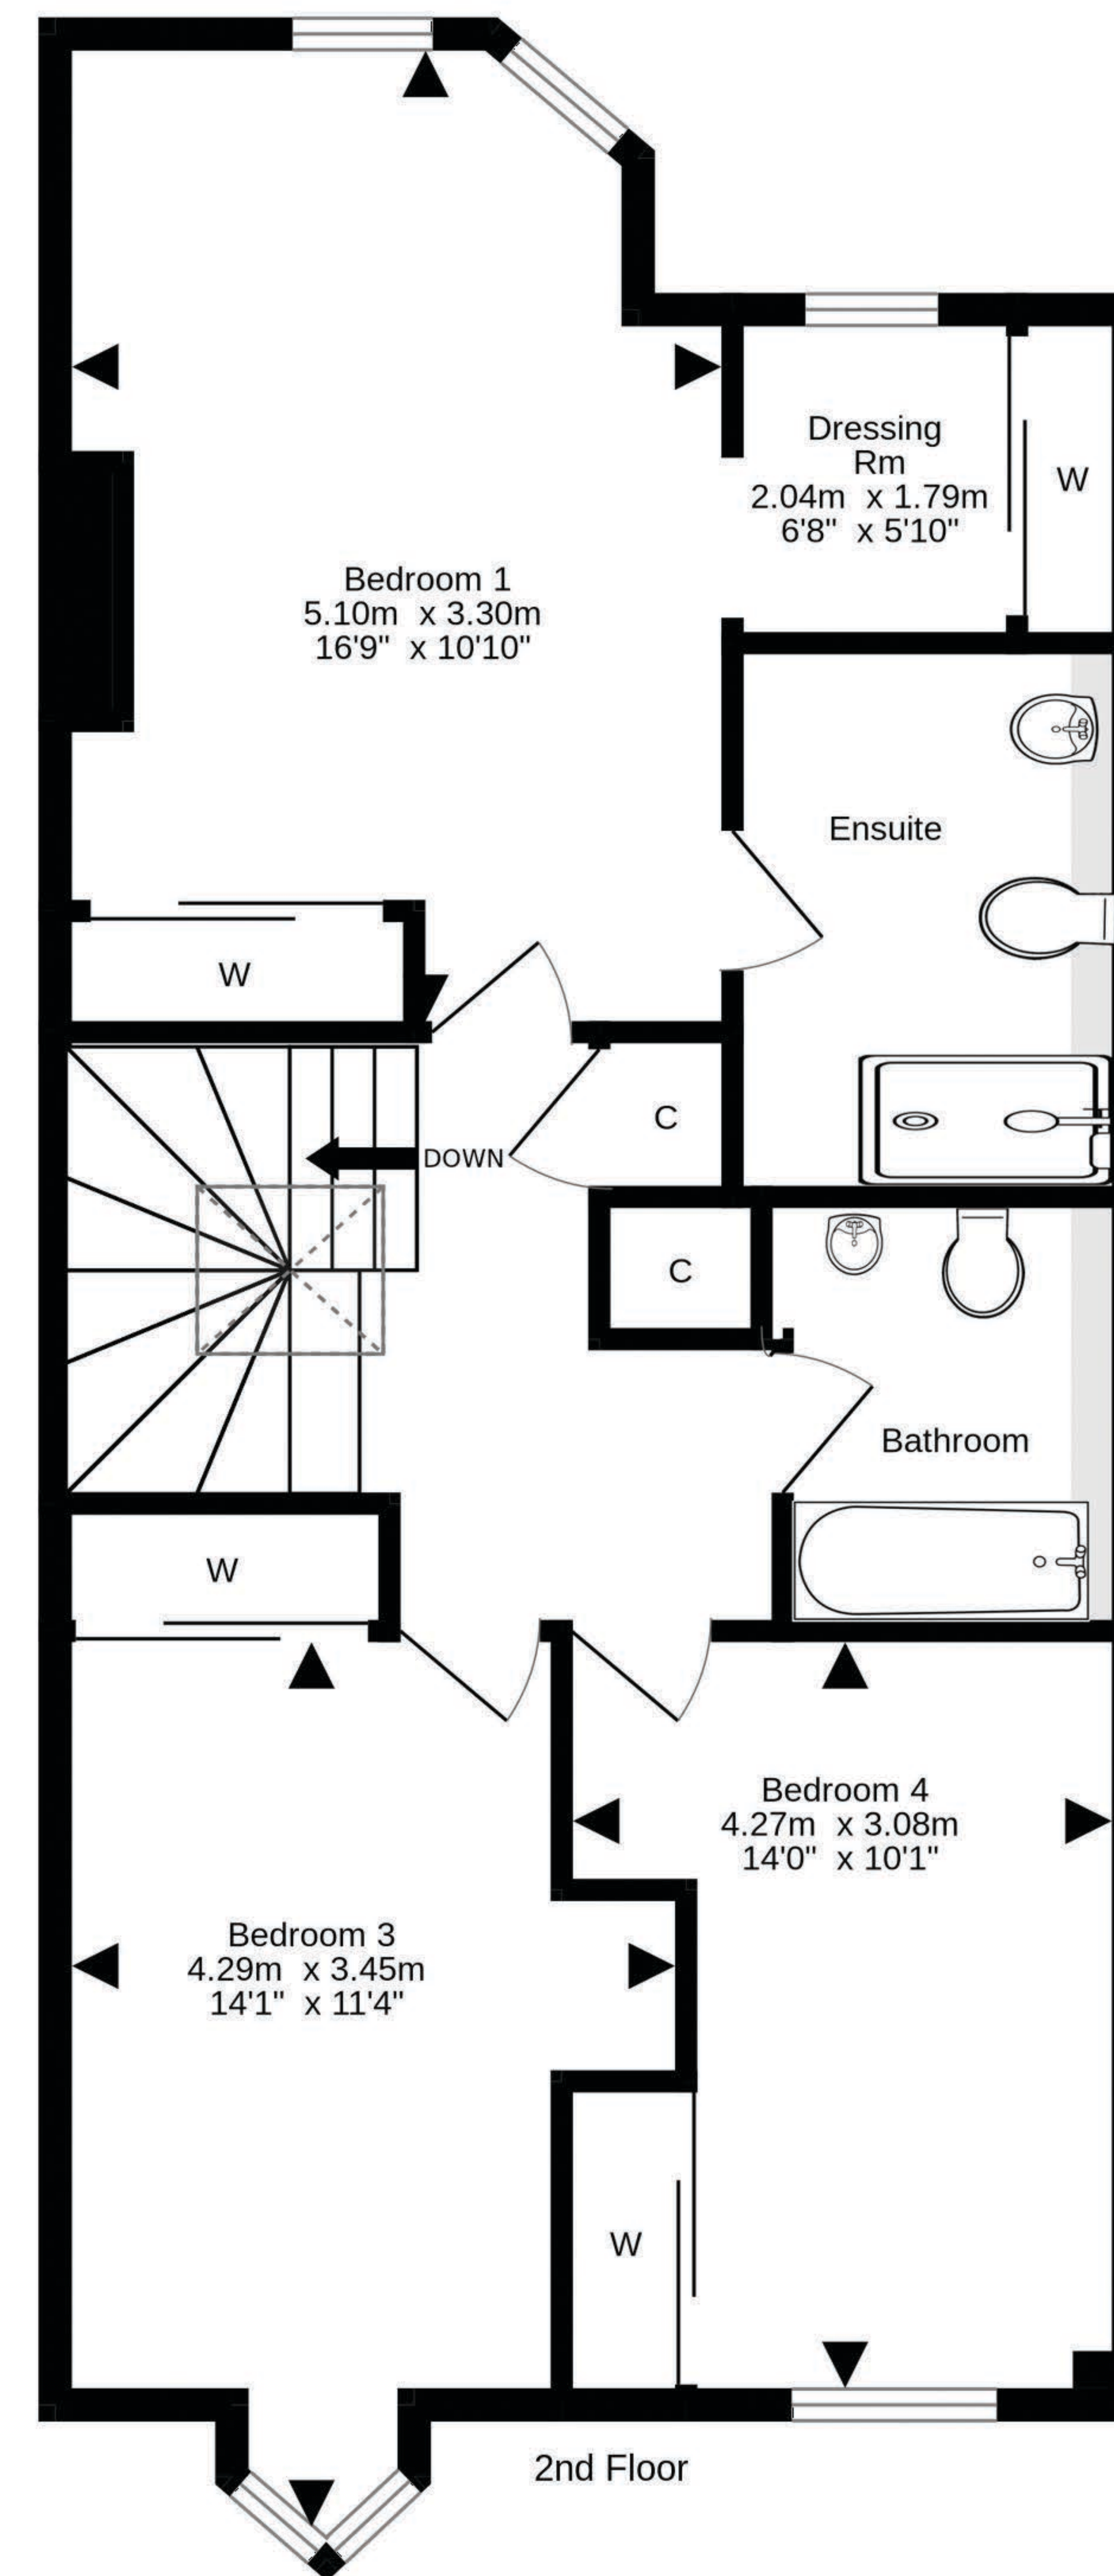 Dressing
Rm
2.04m x 1.79m
6'8" x 5'10"
W
Bedroom 1
5.10m x 3.30m
16'9" x 10'10"
Ensuite
W
C
DOWN
C
Bathroom
W
Bedroom 4
4.27m x 3.08m
14'0" x 10'1"
Bedroom 3
4.29m x 3.45m
14'1" x 11'4"
W
2nd Floor